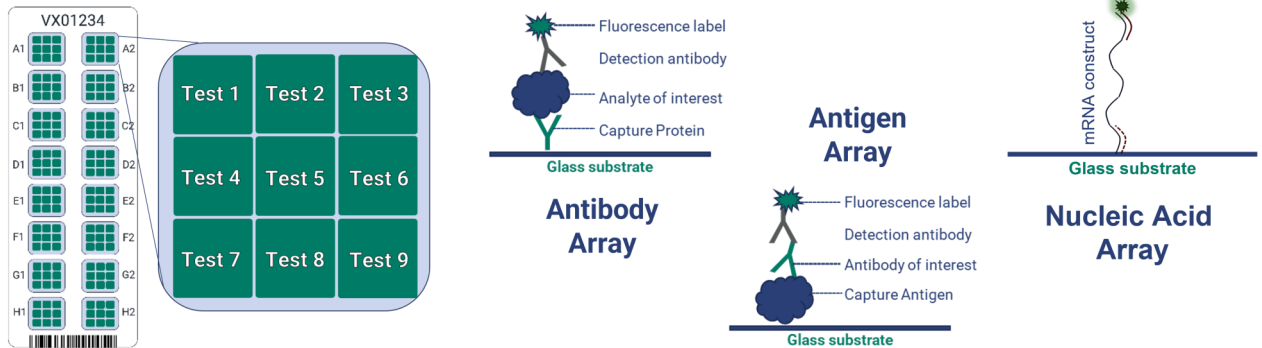 VX01234
A1
A2
B1
B2
C1
C2
D1
D2
E1
E2
F1
F2
G1
G2
H1
H2
Test 1
Test 2
Test 3
Test 4
Test 5
Test 6
Test 7
Test 8
Test 9
Fluorescence label
Detection antibody
Analyte of interest
Capture Protein
Glass substrate
Antibody
Array
Antigen
Array
Fluorescence label
Detection antibody
Antibody of interest
Capture Antigen
Glass substrate
mRNA construct
Glass substrate
Nucleic Acid
Array